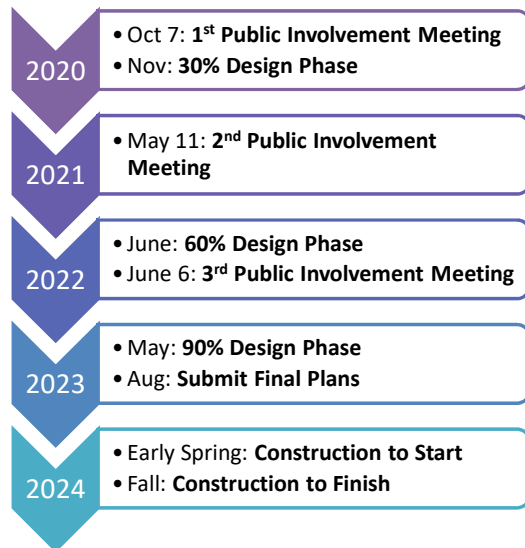 2020
• Oct 7: 1st Public Involvement Meeting
• Nov: 30% Design Phase
2021
• May 11: 2nd Public Involvement
Meeting
2022
• June: 60% Design Phase
• June 6: 3rd Public Involvement Meeting
2023
• May: 90% Design Phase
• Aug: Submit Final Plans
2024
• Early Spring: Construction to Start
• Fall: Construction to Finish